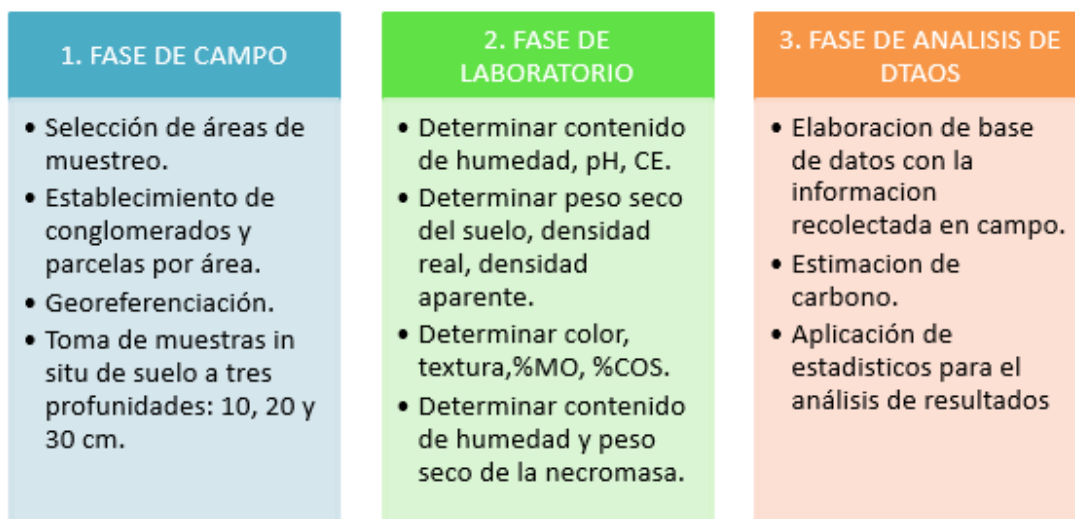 1. FASE DE CAMPO
• Selección de áreas de
muestreo.
• Establecimiento de
conglomerados y
parcelas por área.
• Georeferenciación.
• Toma de muestras in
situ de suelo a tres
profunidades: 10, 20 y
30 cm.
2. FASE DE
LABORATORIO
• Determinar contenido
de humedad, pH, CE.
• Determinar peso seco
del suelo, densidad
real, densidad
aparente.
• Determinar color,
textura,%MO, %COS.
• Determinar contenido
de humedad y peso
seco de la necromasa.
3. FASE DE ANALISIS DE
DTAOS
• Elaboracion de base
de datos con la
informacion
recolectada en campo.
• Estimacion de
carbono.
• Aplicación de
estadisticos para el
análisis de resultados